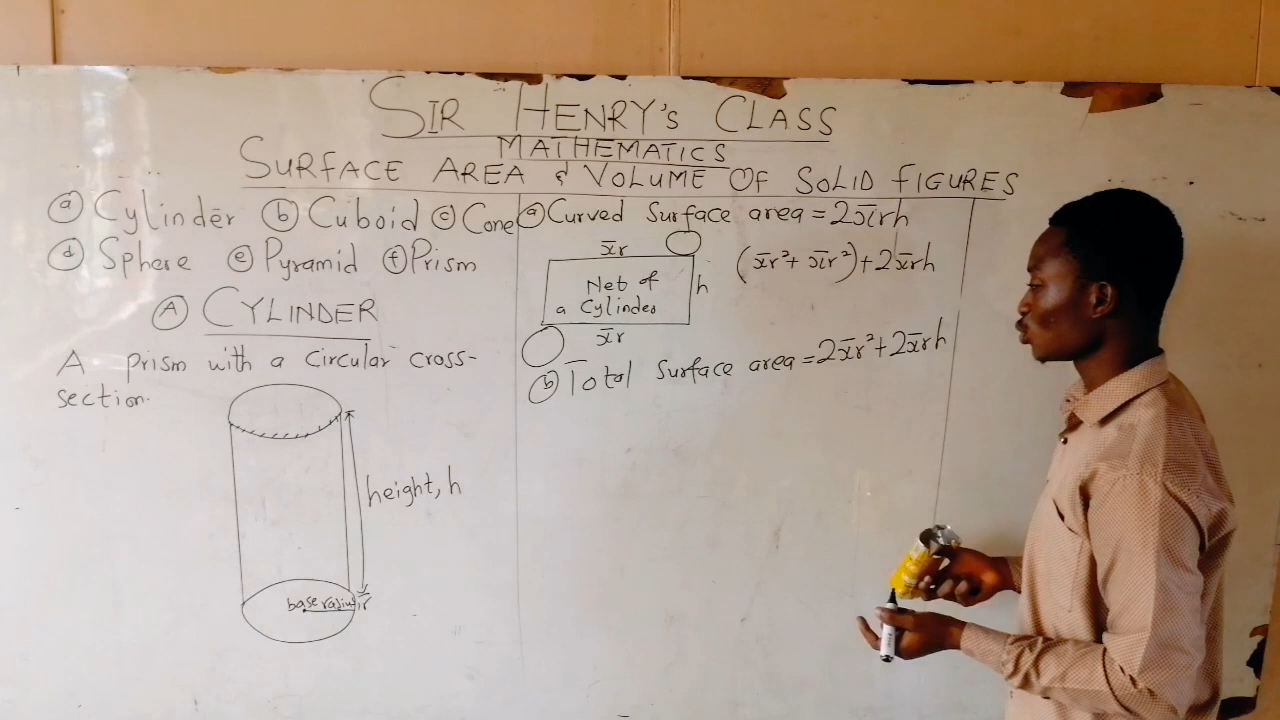 SIR HENRY'S CLASS
MATHEMATICS
SURFACE AREA & VOLUME OF SOLID FIGURES
ⓐ Cylinder ⓑ Cuboid ⓒ Cone
ⓓ Sphere ⓔ Pyramid ⓕ Prism
Ⓐ CYLINDER
A prism with a circular cross-
section.
height, h
base radius, r
ⓐ Curved Surface area = 2πrh
πr
Net of
a Cylinder
h
πr
(πr² + πr²) + 2πrh
ⓑ Total Surface area = 2πr² + 2πrh